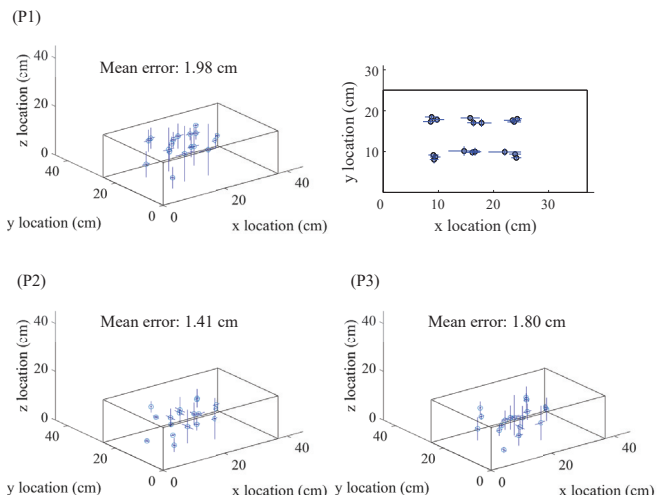 (P1)
Mean error: 1.98 cm
z location (cm)
40
20
0
40
20
0
y location (cm)
0
20
40
x location (cm)
y location (cm)
30
20
10
0
10
20
30
x location (cm)
(P2)
Mean error: 1.41 cm
z location (cm)
40
20
0
40
20
0
y location (cm)
0
20
40
x location (cm)
(P3)
Mean error: 1.80 cm
z location (cm)
40
20
0
40
20
0
y location (cm)
0
20
40
x location (cm)